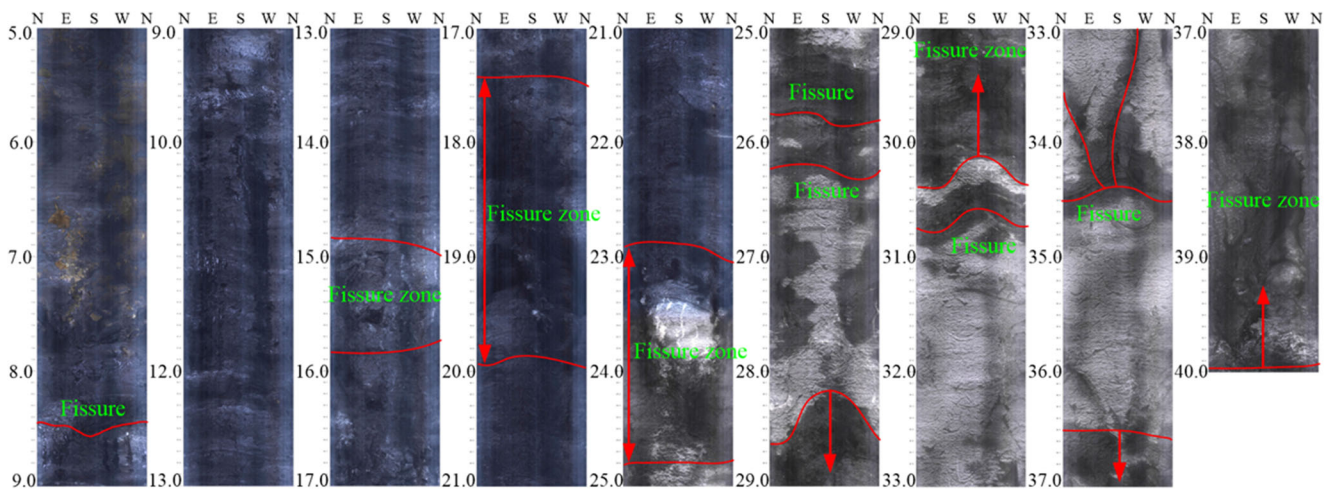 N E S W N N E S W N N E S W N N E S W N N E S W N N E S W N N E S W N N E S W N N E S W N
5.0 9.0 13.0 17.0 21.0 25.0 29.0 33.0 37.0
Fissure zone
Fissure
6.0 10.0 14.0 18.0 22.0 26.0 30.0 34.0 38.0
Fissure
Fissure zone
Fissure zone
Fissure
Fissure
7.0 11.0 15.0 19.0 23.0 27.0 31.0 35.0 39.0
Fissure zone
Fissure zone
8.0 12.0 16.0 20.0 24.0 28.0 32.0 36.0 40.0
Fissure
9.0 13.0 17.0 21.0 25.0 29.0 33.0 37.0